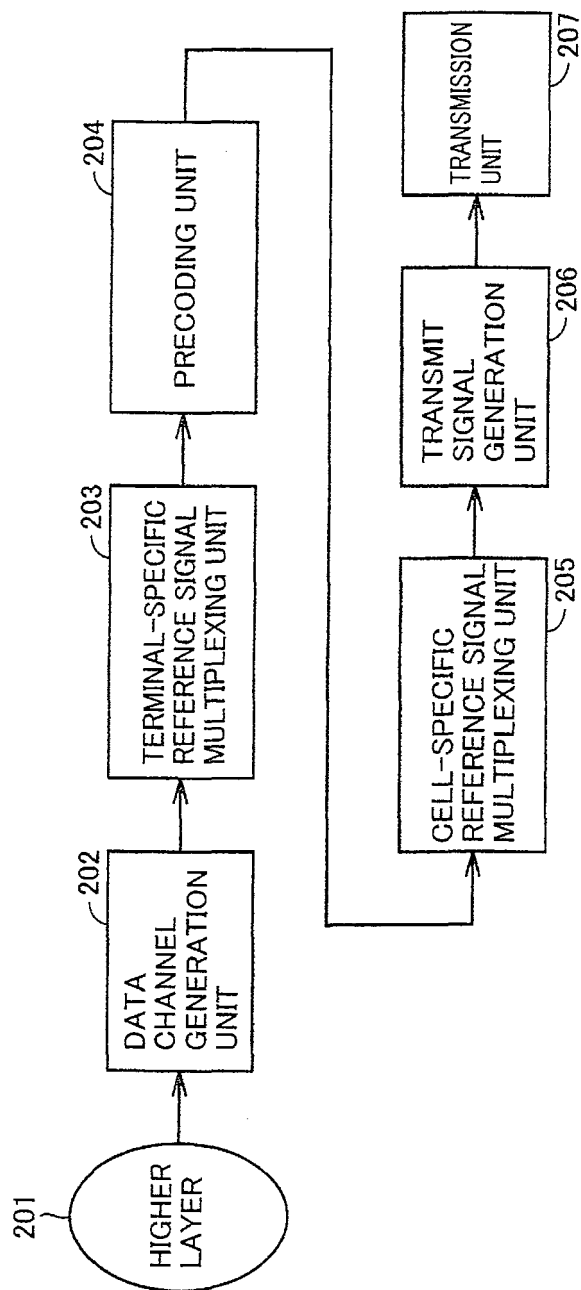 201
HIGHER
LAYER
202
DATA
CHANNEL
GENERATION
UNIT
203
TERMINAL-SPECIFIC
REFERENCE SIGNAL
MULTIPLEXING UNIT
204
PRECODING UNIT
CELL-SPECIFIC
REFERENCE SIGNAL
MULTIPLEXING UNIT
205
TRANSMIT
SIGNAL
GENERATION
UNIT
206
TRANSMISSION
UNIT
207